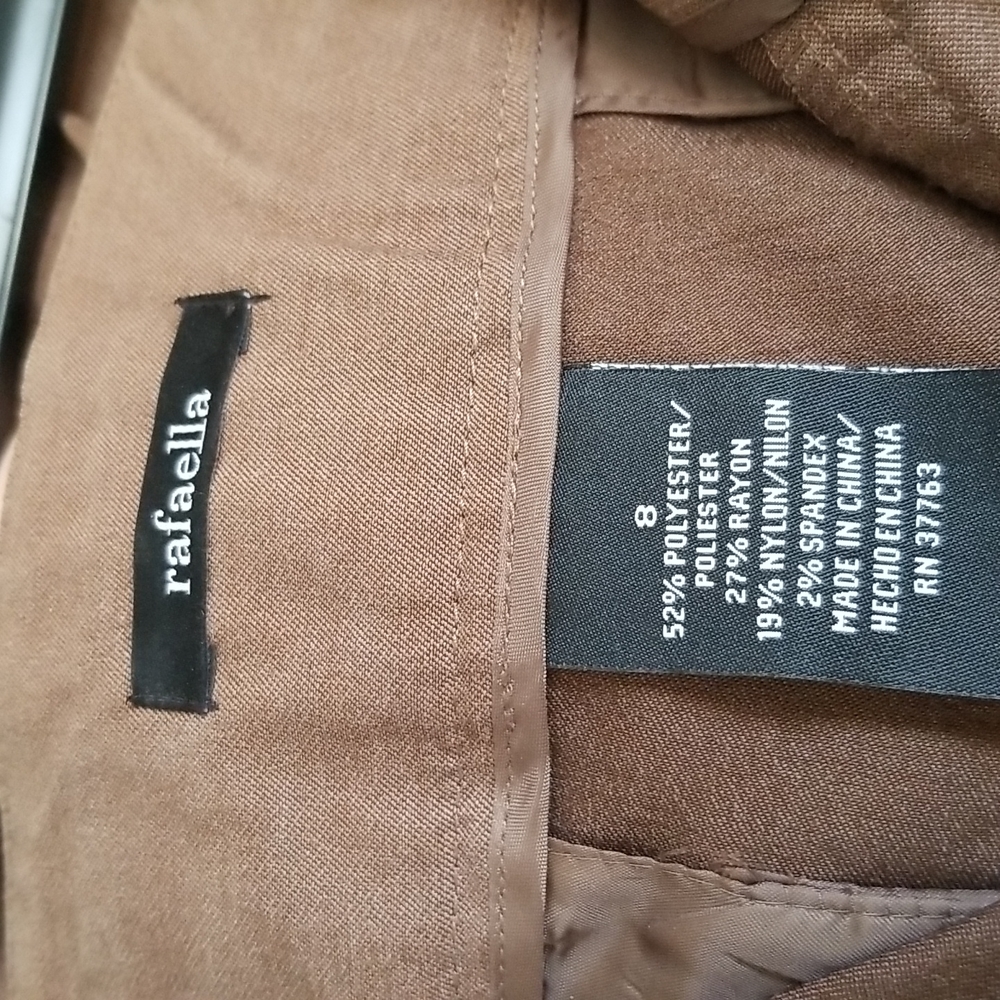 rafaella
8
52% POLYESTER/
POLIESTER
27% RAYON
19% NYLON/NILON
2% SPANDEX
MADE IN CHINA/
HECHO EN CHINA
RN 37763